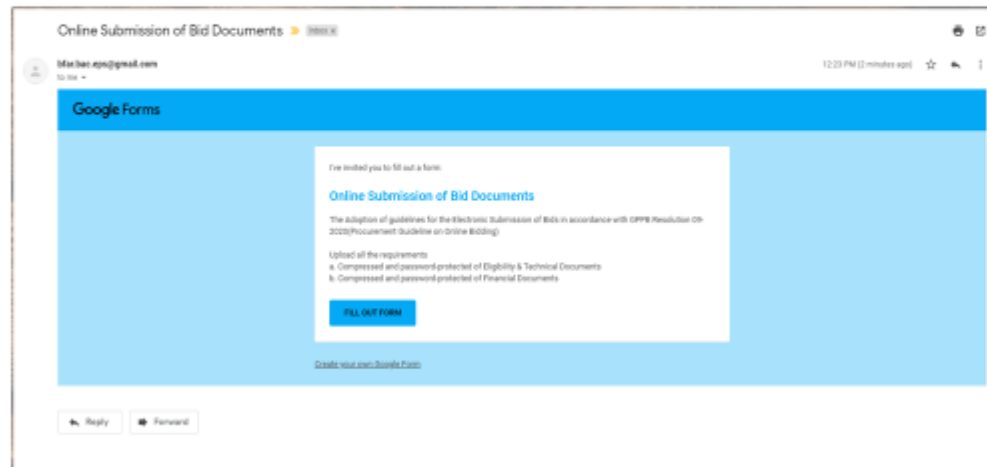 Online Submission of Bid Documents
Inbox x
bfar.bac.eps@gmail.com
12:23 PM (2 minutes ago)
to me
Google Forms
I've invited you to fill out a form:
Online Submission of Bid Documents
The Adoption of guidelines for the Electronic Submission of Bids in accordance with GPPB Resolution 09-
2020(Procurement Guideline on Online Bidding)
Upload all the requirements
a. Compressed and password-protected of Eligibility & Technical Documents
b. Compressed and password-protected of Financial Documents
FILL OUT FORM
Create your own Google Form
Reply
Forward